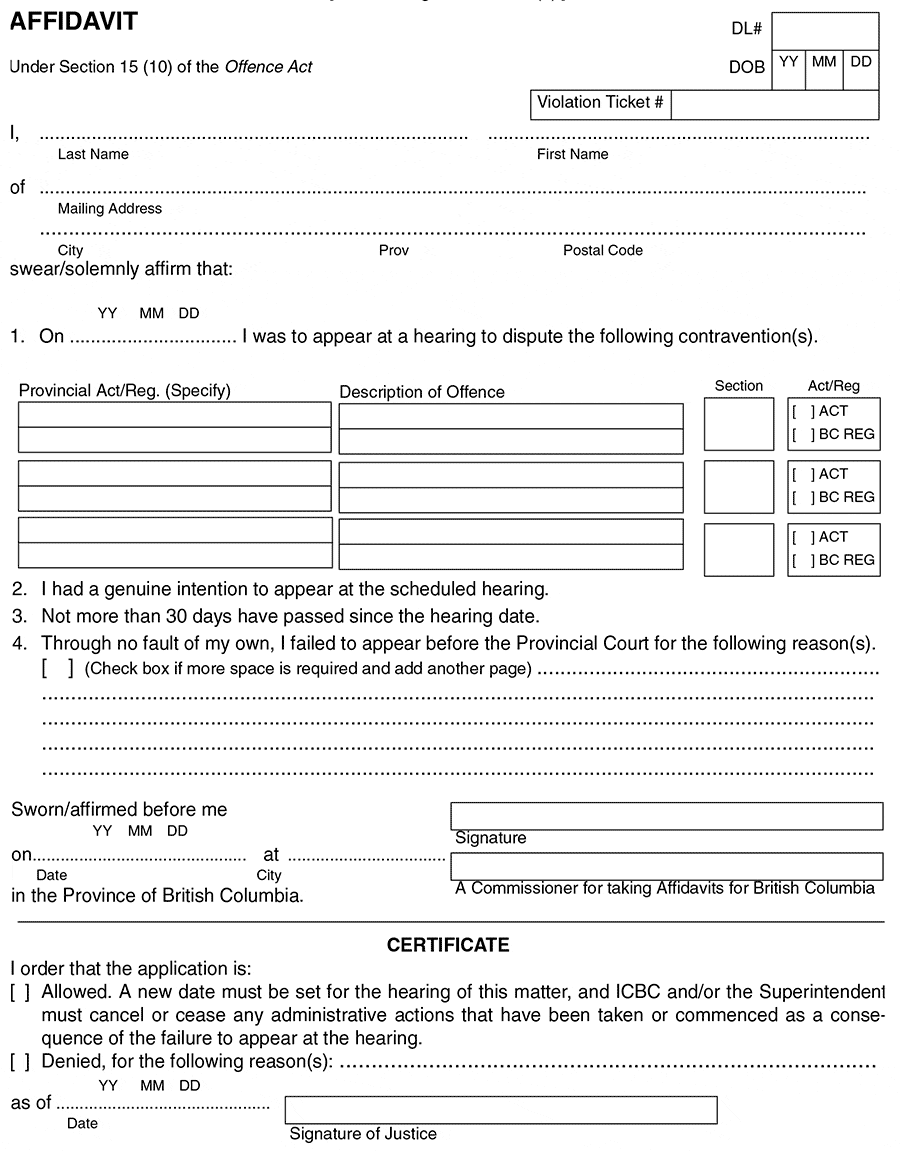 AFFIDAVIT
DL#
Under Section 15 (10) of the Offence Act
DOB
YY MM DD
Violation Ticket #
I, ........................................ ........................................
Last Name First Name
of ........................................
Mailing Address
........................................
City Prov Postal Code
swear/solemnly affirm that:
YY MM DD
1. On ................................ I was to appear at a hearing to dispute the following contravention(s).
Provincial Act/Reg. (Specify) Description of Offence Section Act/Reg
[ ] ACT
[ ] BC REG
[ ] ACT
[ ] BC REG
[ ] ACT
[ ] BC REG
2. I had a genuine intention to appear at the scheduled hearing.
3. Not more than 30 days have passed since the hearing date.
4. Through no fault of my own, I failed to appear before the Provincial Court for the following reason(s).
[ ] (Check box if more space is required and add another page) ........................................
........................................
........................................
........................................
........................................
Sworn/affirmed before me
YY MM DD
Signature
on........................................ at ................................
Date City
A Commissioner for taking Affidavits for British Columbia
in the Province of British Columbia.
CERTIFICATE
I order that the application is:
[ ] Allowed. A new date must be set for the hearing of this matter, and ICBC and/or the Superintendent
must cancel or cease any administrative actions that have been taken or commenced as a conse-
quence of the failure to appear at the hearing.
[ ] Denied, for the following reason(s): ........................................
YY MM DD
as of ........................................
Date
Signature of Justice